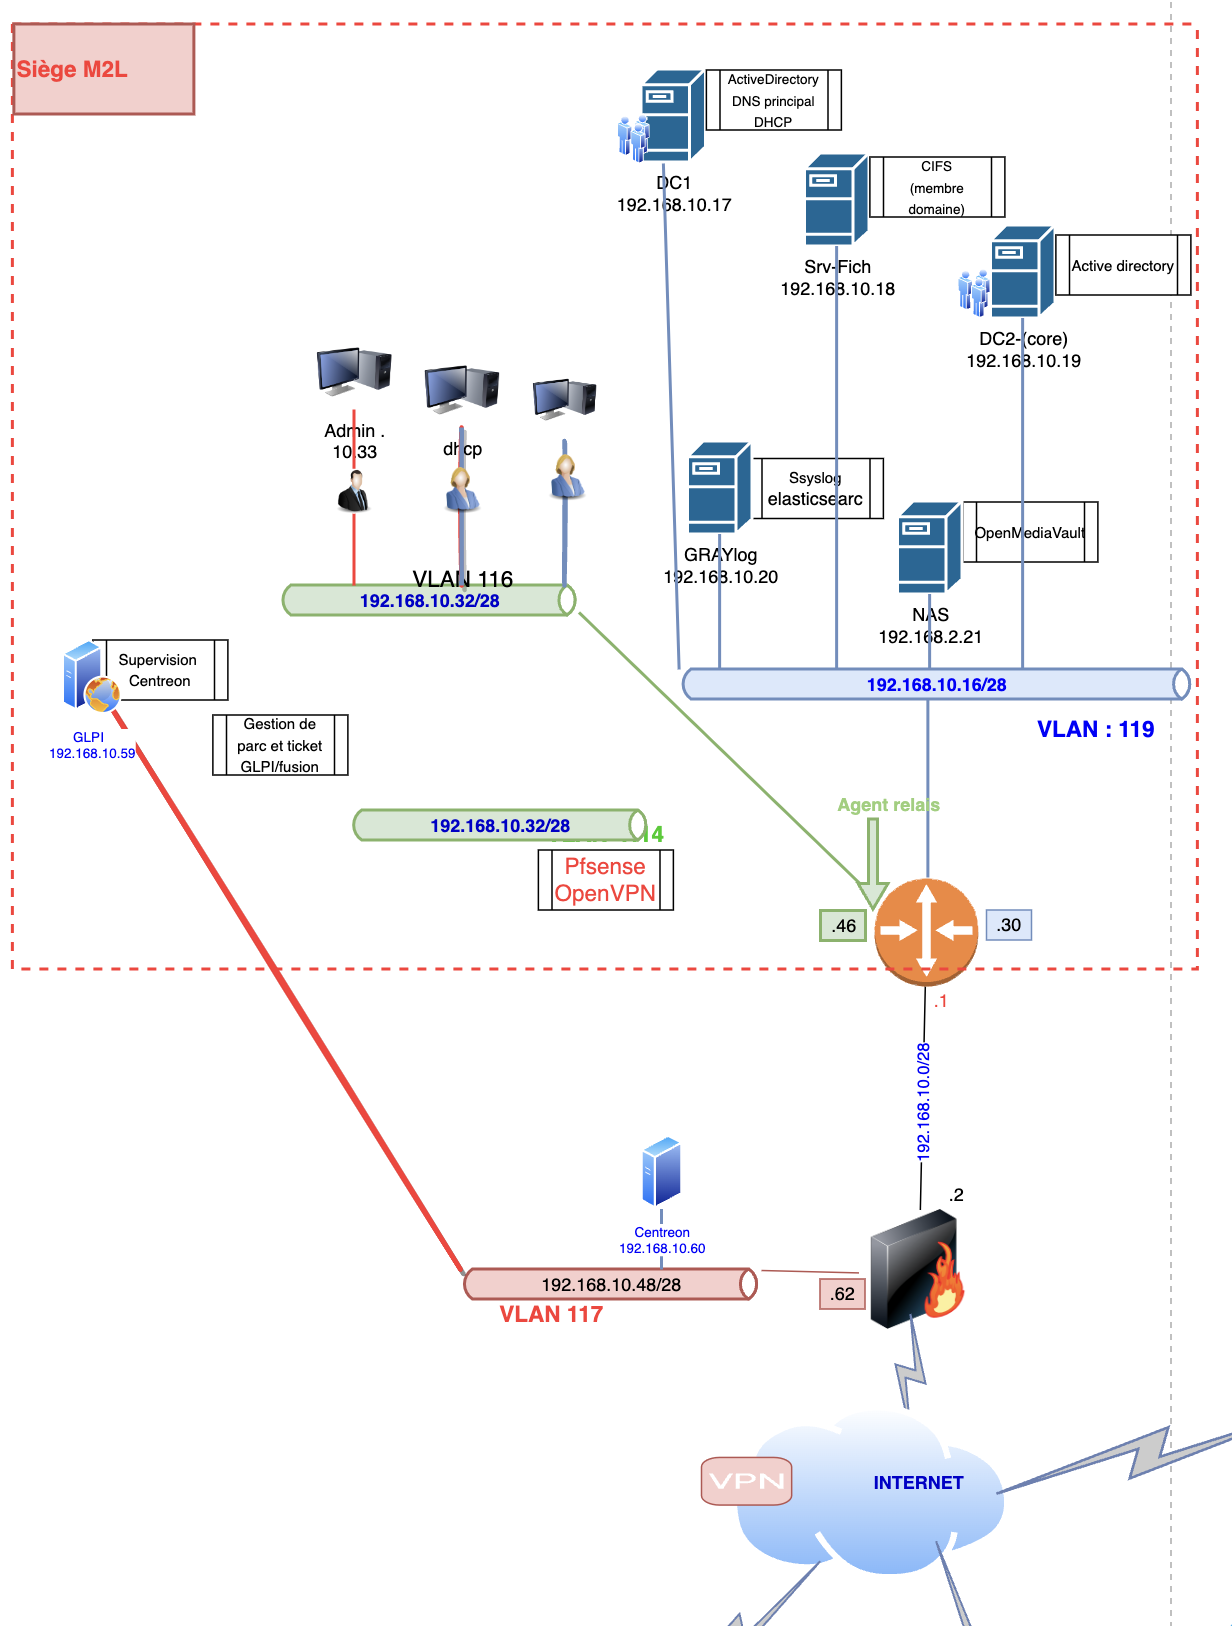 Siège M2L
ActiveDirectory
DNS principal
DHCP
DC1
192.168.10.17
CIFS
(membre
domaine)
Srv-Fich
192.168.10.18
Active directory
DC2-(core)
192.168.10.19
Admin .
10.33
dhcp
Ssyslog
elasticsearc
GRAYlog
192.168.10.20
OpenMediaVault
NAS
192.168.2.21
VLAN 116
192.168.10.32/28
Supervision
Centreon
GLPI
192.168.10.59
Gestion de
parc et ticket
GLPI/fusion
192.168.10.16/28
VLAN : 119
Agent relais
192.168.10.32/28
14
Pfsense
OpenVPN
.46
.30
.1
192.168.10.0/28
.2
Centreon
192.168.10.60
192.168.10.48/28
.62
VLAN 117
VPN
INTERNET